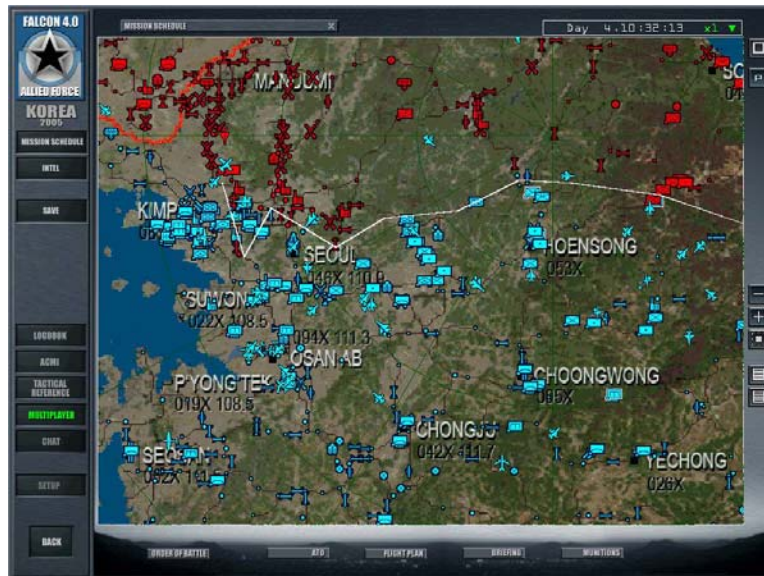 FALCON 4.0
MISSION SCHEDULE
X
Day 4.10:32:13 x1
ALLIED FORCE
KOREA
2005
MISSION SCHEDULE
INTEL
P
SAVE
KIMP
SEOUL
046X 110.9
HOENSONG
053X
SUWON
022X 108.5
094X 111.3
OSAN AB
P'YONG'TEK
019X 108.5
CHOONGWONG
005X
CHONGJU
042X 111.7
YECHONG
026X
LOGBOOK
ACMI
TACTICAL
REFERENCE
MULTIPLAYER
CHAT
SETUP
BACK
ORDER OF BATTLE
ATO
FLIGHT PLAN
BRIEFING
MUNITIONS